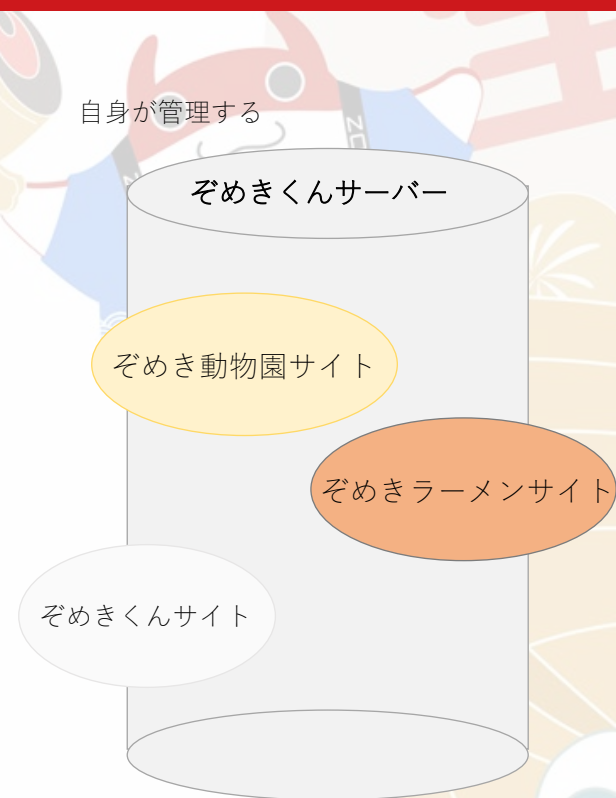 自身が管理する
ぞめきくんサーバー
ぞめき動物園サイト
ぞめきラーメンサイト
ぞめきくんサイト